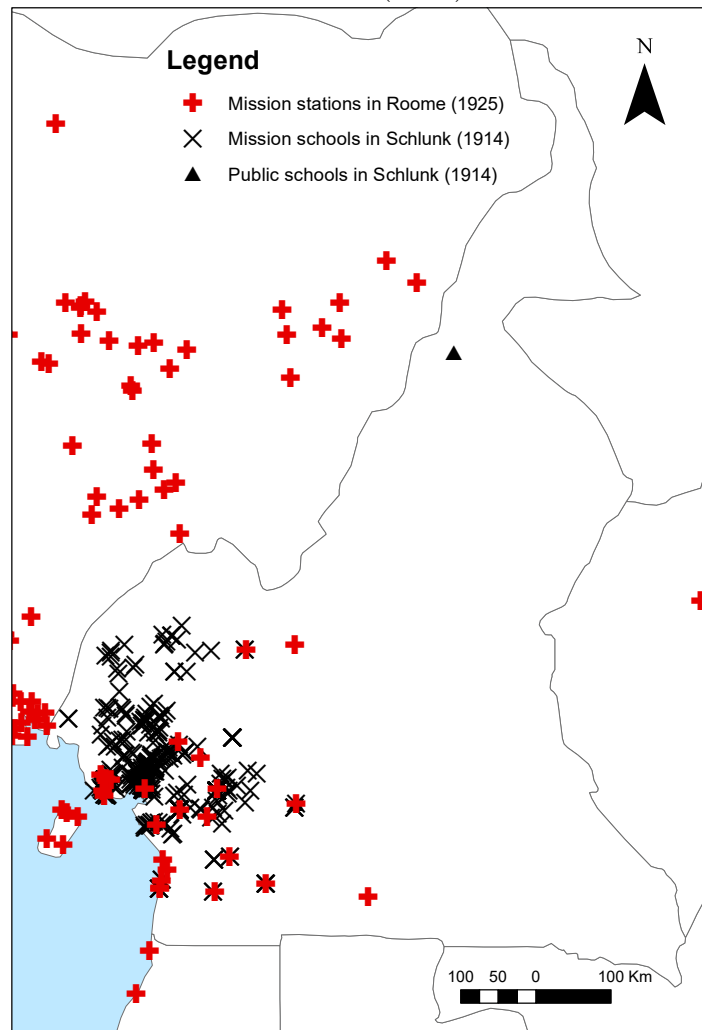 Legend
N
Mission stations in Roome (1925)
Mission schools in Schlunk (1914)
Public schools in Schlunk (1914)
100 50 0 100 Km